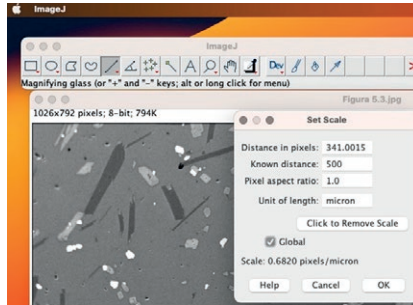 ImageJ
ImageJ
Dev
Magnifying glass (or "+" and "-" keys; alt or long click for menu)
Figura 5.3.jpg
1026x792 pixels; 8-bit; 794K
Set Scale
Distance in pixels: 341.0015
Known distance: 500
Pixel aspect ratio: 1.0
Unit of length: micron
Click to Remove Scale
Global
Scale: 0.6820 pixels/micron
Help Cancel OK